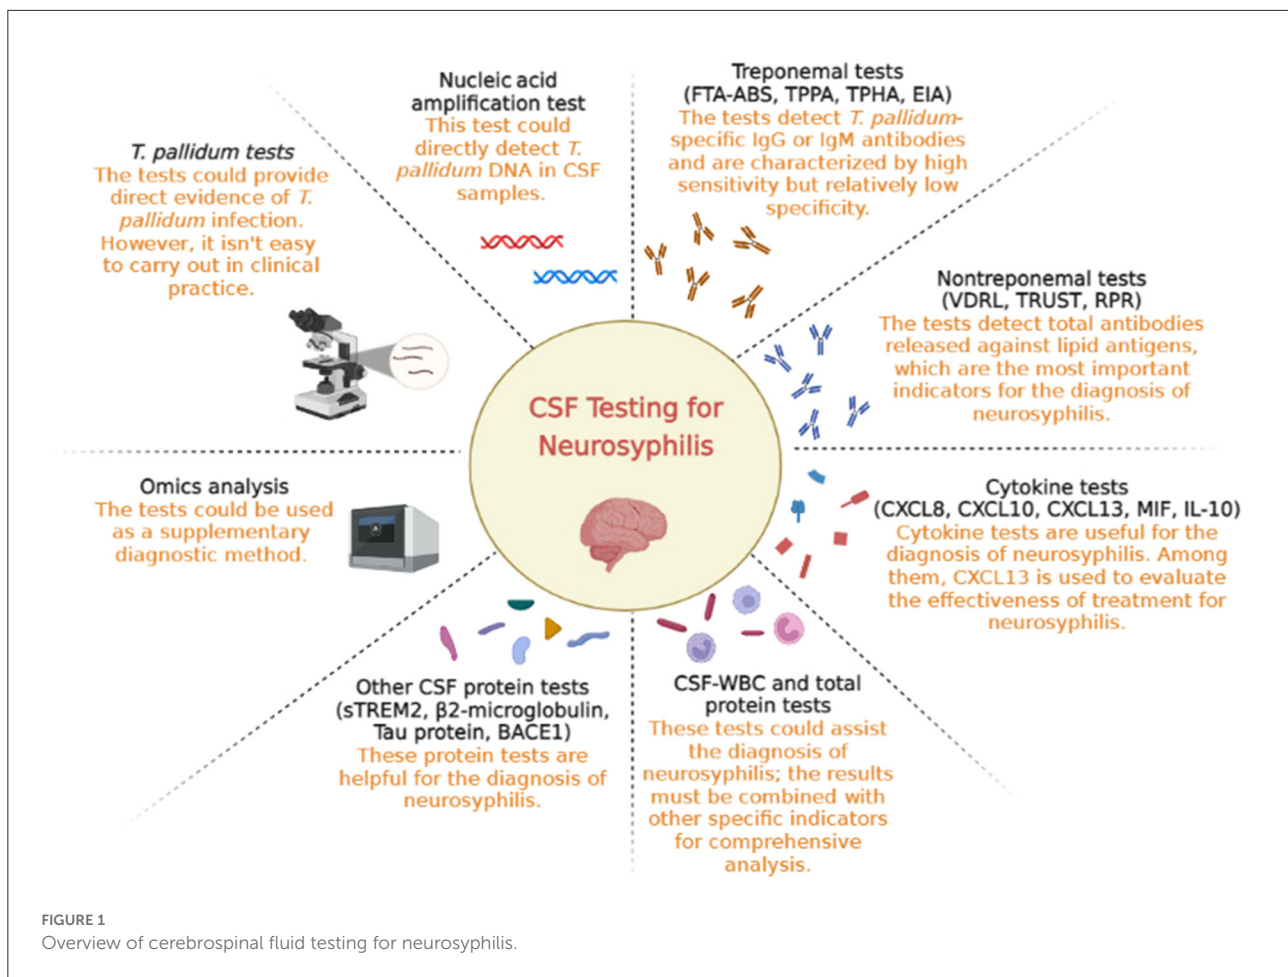 Nucleic acid
amplification test
This test could
directly detect T.
pallidum DNA in CSF
samples.
Treponemal tests
(FTA-ABS, TPPA, TPHA, EIA)
The tests detect T. pallidum-
specific IgG or IgM antibodies
and are characterized by high
sensitivity but relatively low
specificity.
T. pallidum tests
The tests could provide
direct evidence of T.
pallidum infection.
However, it isn't easy
to carry out in clinical
practice.
Nontreponemal tests
(VDRL, TRUST, RPR)
The tests detect total antibodies
released against lipid antigens,
which are the most important
indicators for the diagnosis of
neurosyphilis.
CSF Testing for
Neurosyphilis
Omics analysis
The tests could be used
as a supplementary
diagnostic method.
Cytokine tests
(CXCL8, CXCL10, CXCL13, MIF, IL-10)
Cytokine tests are useful for the
diagnosis of neurosyphilis. Among
them, CXCL13 is used to evaluate
the effectiveness of treatment for
neurosyphilis.
Other CSF protein tests
(sTREM2, β2-microglobulin,
Tau protein, BACE1)
These protein tests are
helpful for the diagnosis of
neurosyphilis.
CSF-WBC and total
protein tests
These tests could assist
the diagnosis of
neurosyphilis; the results
must be combined with
other specific indicators
for comprehensive
analysis.
FIGURE 1
Overview of cerebrospinal fluid testing for neurosyphilis.